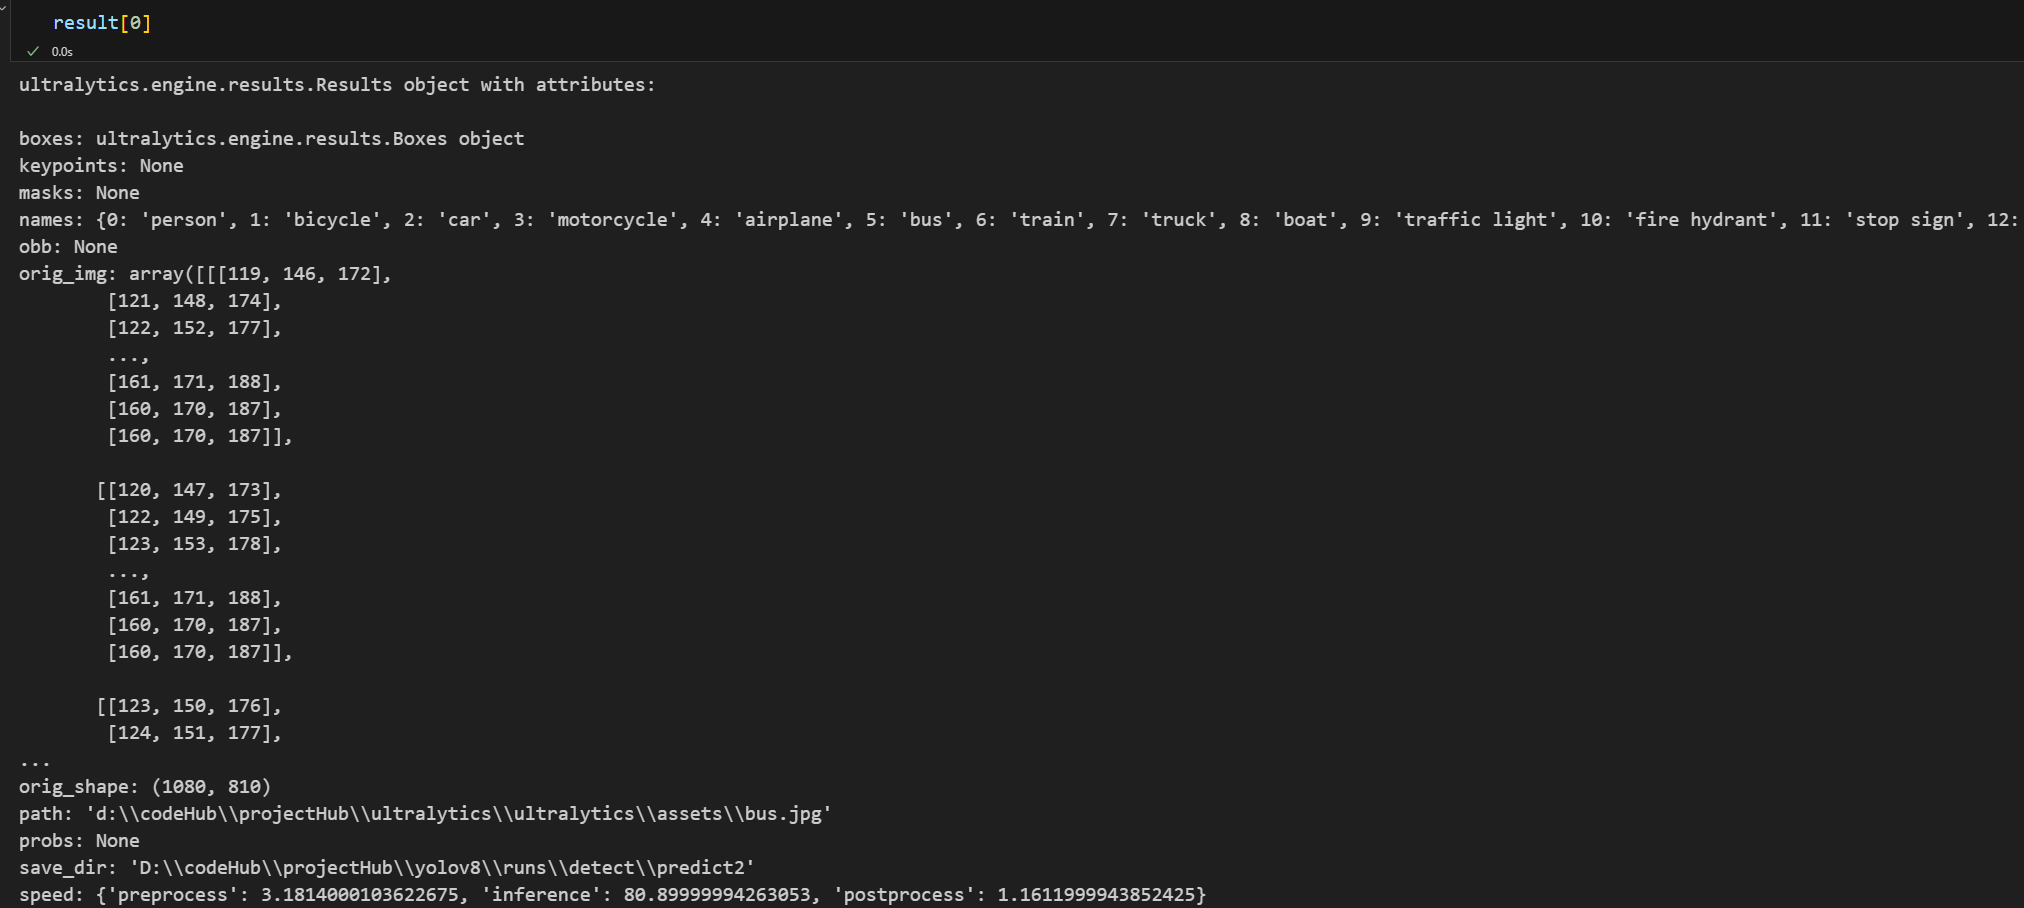 result[0]
0.0s
ultralytics.engine.results.Results object with attributes:
boxes: ultralytics.engine.results.Boxes object
keypoints: None
masks: None
names: {0: 'person', 1: 'bicycle', 2: 'car', 3: 'motorcycle', 4: 'airplane', 5: 'bus', 6: 'train', 7: 'truck', 8: 'boat', 9: 'traffic light', 10: 'fire hydrant', 11: 'stop sign', 12:
obb: None
orig_img: array([[[119, 146, 172],
[121, 148, 174],
[122, 152, 177],
...,
[161, 171, 188],
[160, 170, 187],
[160, 170, 187]],
[[120, 147, 173],
[122, 149, 175],
[123, 153, 178],
...,
[161, 171, 188],
[160, 170, 187],
[160, 170, 187]],
[[123, 150, 176],
[124, 151, 177],
...
orig_shape: (1080, 810)
path: 'd:\\codeHub\\projectHub\\ultralytics\\ultralytics\\assets\\bus.jpg'
probs: None
save_dir: 'D:\\codeHub\\projectHub\\yolov8\\runs\\detect\\predict2'
speed: {'preprocess': 3.1814000103622675, 'inference': 80.89999994263053, 'postprocess': 1.1611999943852425}